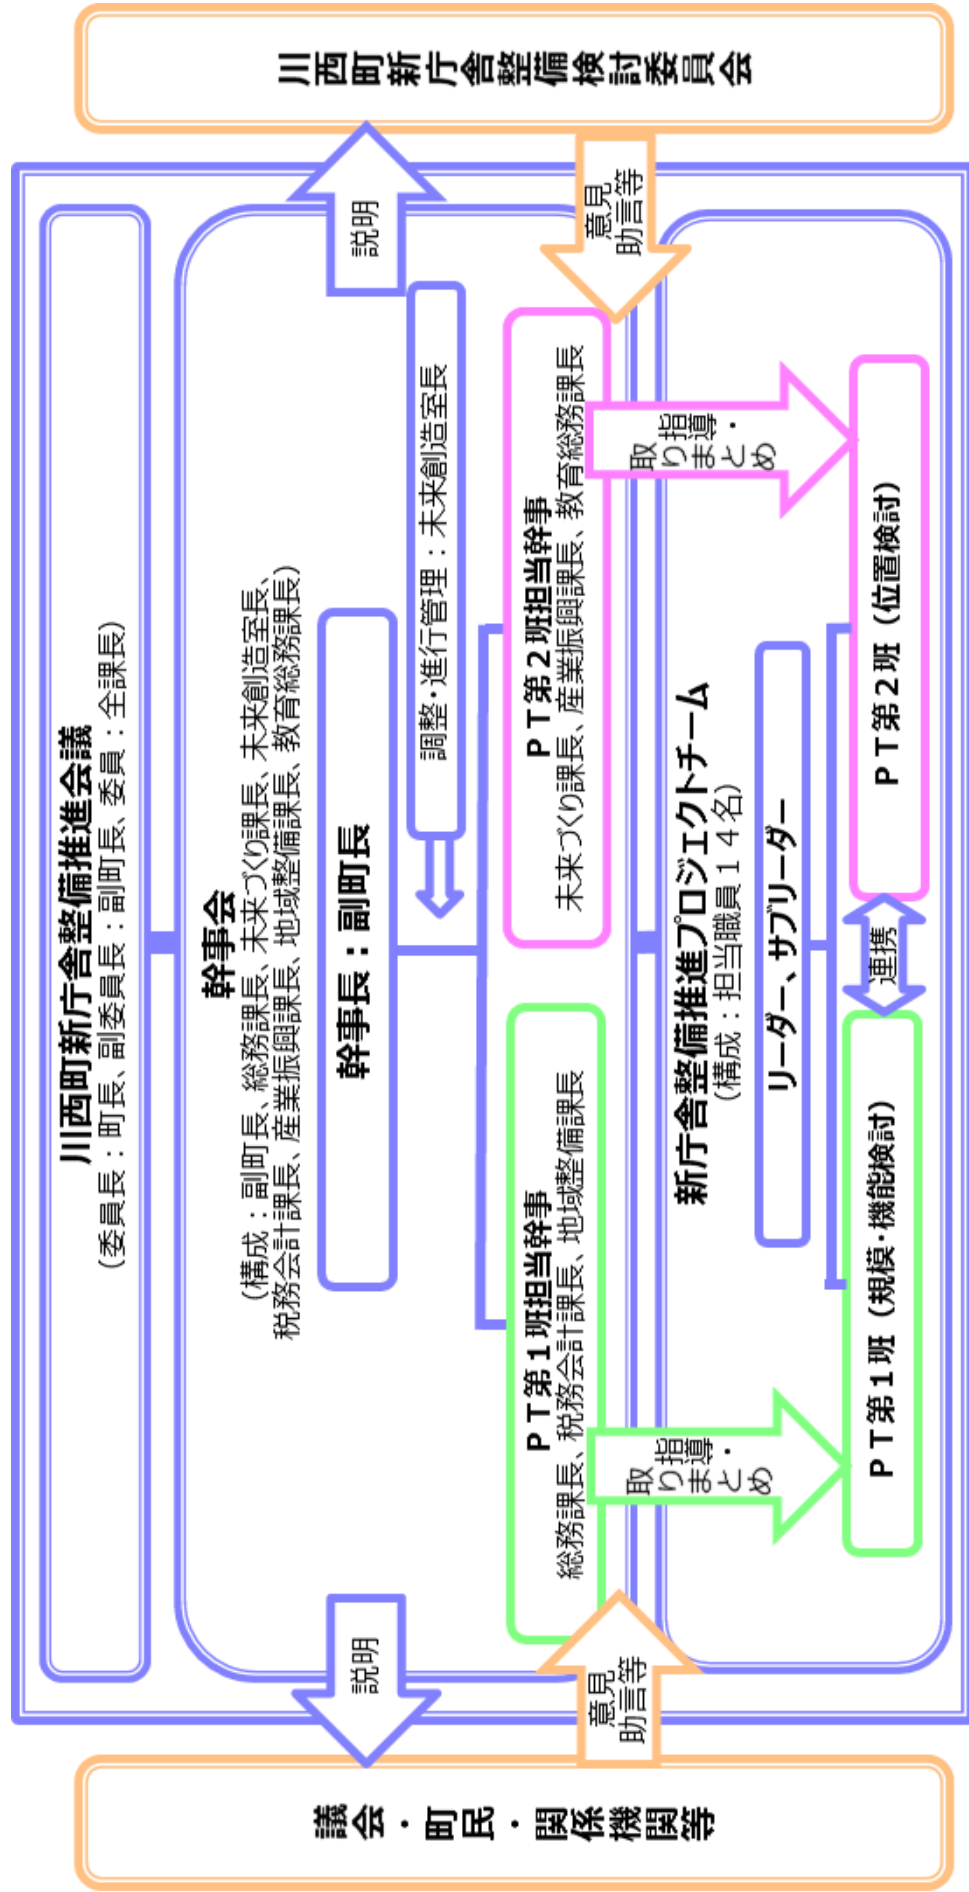 川西町新庁舎整備推進会議
（委員長：町長、副委員長：副町長、委員：全課長）
幹事会
（構成：副町長、総務課長、未来づくり課長、未来創造室長、
税務会計課長、産業振興課長、地域整備課長、教育総務課長）
幹事長：副町長
調整・進行管理：未来創造室長
説明
説明
ＰＴ第１班担当幹事
総務課長、税務会計課長、地域整備課長
ＰＴ第２班担当幹事
未来づくり課長、産業振興課長、教育総務課長
意見
助言等
意見
助言等
指導・
取りまとめ
指導・
取りまとめ
新庁舎整備推進プロジェクトチーム
（構成：担当職員１４名）
リーダー、サブリーダー
ＰＴ第１班（規模・機能検討）
連携
ＰＴ第２班（位置検討）
議会・町民・関係機関等
川西町新庁舎整備検討委員会